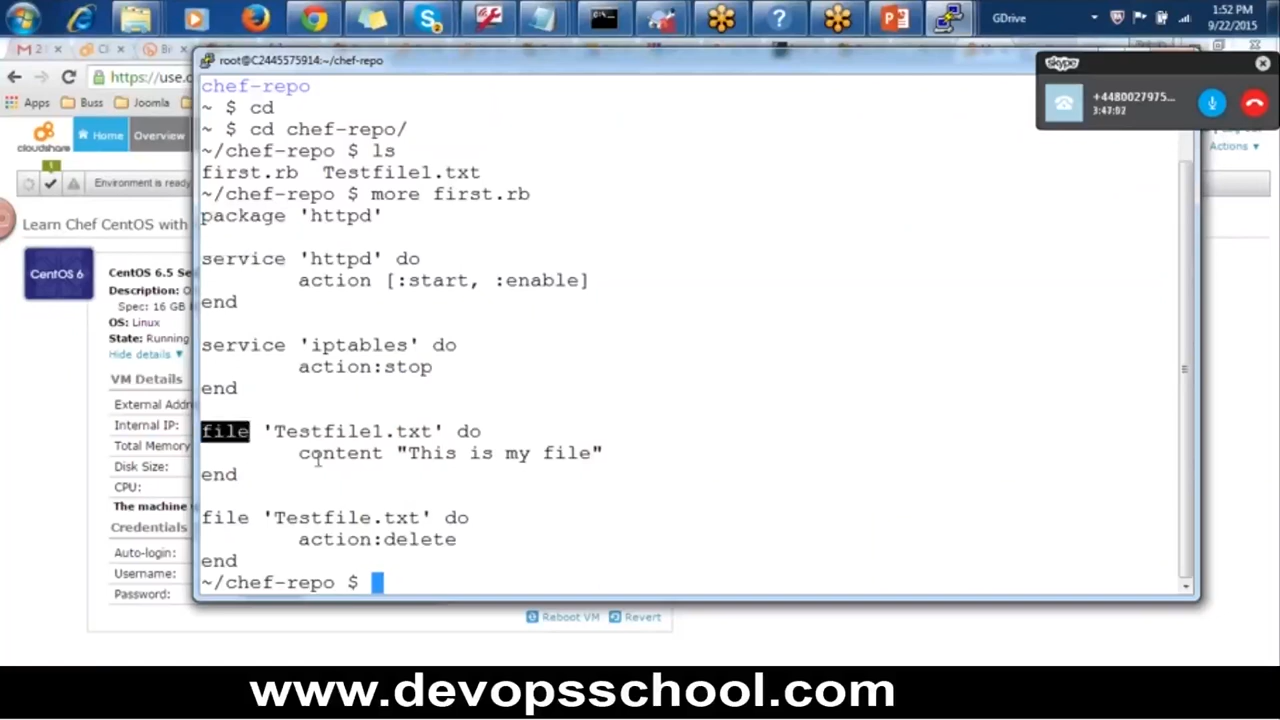 1:52 PM
GDrive
9/22/2015
M 2
Cl
Bi
root@C2445575914:~/chef-repo
skype
https://use.c
+4480027975...
3:47:02
Apps
Buss
Joomla
cloudshare
Home
Overview
Actions
1
Environment is ready
Learn Chef CentOS with
CentOS 6
CentOS 6.5 Se
Description: O
Spec: 16 GB
OS: Linux
State: Running
Hide details
VM Details
External Addr
Internal IP:
Total Memory
Disk Size:
CPU:
The machine
Credentials
Auto-login:
Username:
Password:
chef-repo
~ $ cd
~ $ cd chef-repo/
~/chef-repo $ ls
first.rb  Testfile1.txt
~/chef-repo $ more first.rb
package 'httpd'
service 'httpd' do
action [:start, :enable]
end
service 'iptables' do
action:stop
end
file 'Testfile1.txt' do
content "This is my file"
end
file 'Testfile.txt' do
action:delete
end
~/chef-repo $
Reboot VM
Revert
www.devopsschool.com